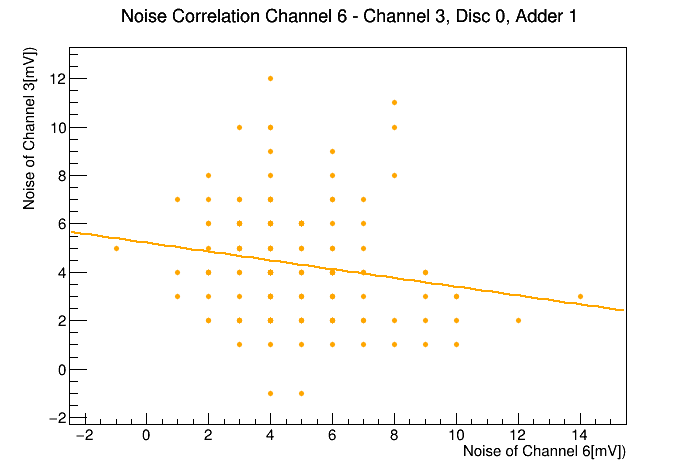 Noise Correlation Channel 6 - Channel 3, Disc 0, Adder 1
Noise of Channel 3[mV])
12
10
8
6
4
2
0
−2
−2 0 2 4 6 8 10 12 14
Noise of Channel 6[mV])